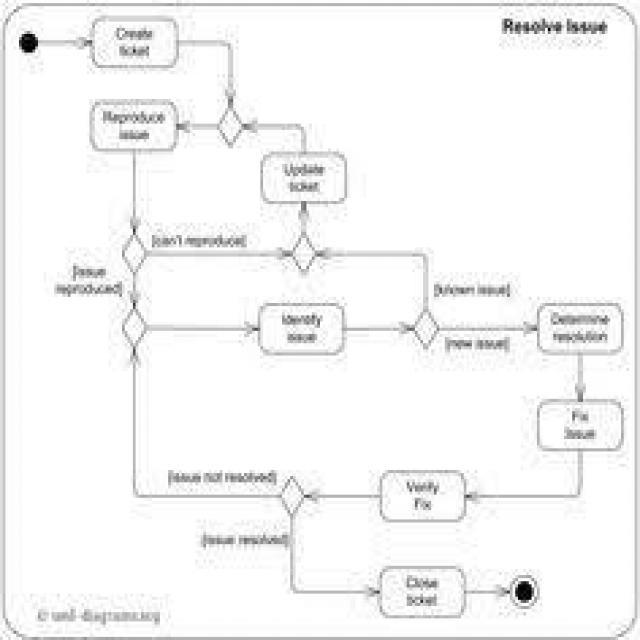 Resolve Issue
Create
ticket
Reproduce
issue
Update
ticket
[can't reproduce]
[issue
reproduced]
[known issue]
Identify
issue
[new issue]
Determine
resolution
Fix
Issue
[issue not resolved]
Verify
Fix
[issue resolved]
Close
ticket
© uml-diagrams.org